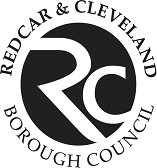 REDCAR & CLEVELAND
RC
BOROUGH COUNCIL